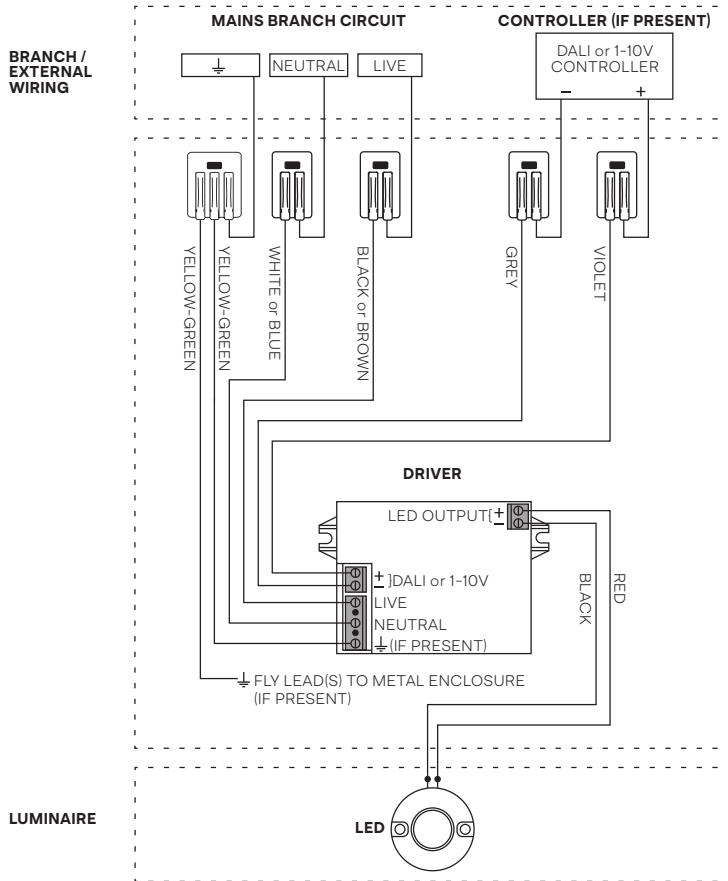 MAINS BRANCH CIRCUIT
CONTROLLER (IF PRESENT)
BRANCH /
EXTERNAL
WIRING
NEUTRAL
LIVE
DALI or 1-10V
CONTROLLER
− +
YELLOW-GREEN
YELLOW-GREEN
WHITE or BLUE
BLACK or BROWN
GREY
VIOLET
DRIVER
LED OUTPUT{ +
−
+
− }DALI or 1-10V
LIVE
NEUTRAL
(IF PRESENT)
BLACK
RED
FLY LEAD(S) TO METAL ENCLOSURE
(IF PRESENT)
LUMINAIRE
LED